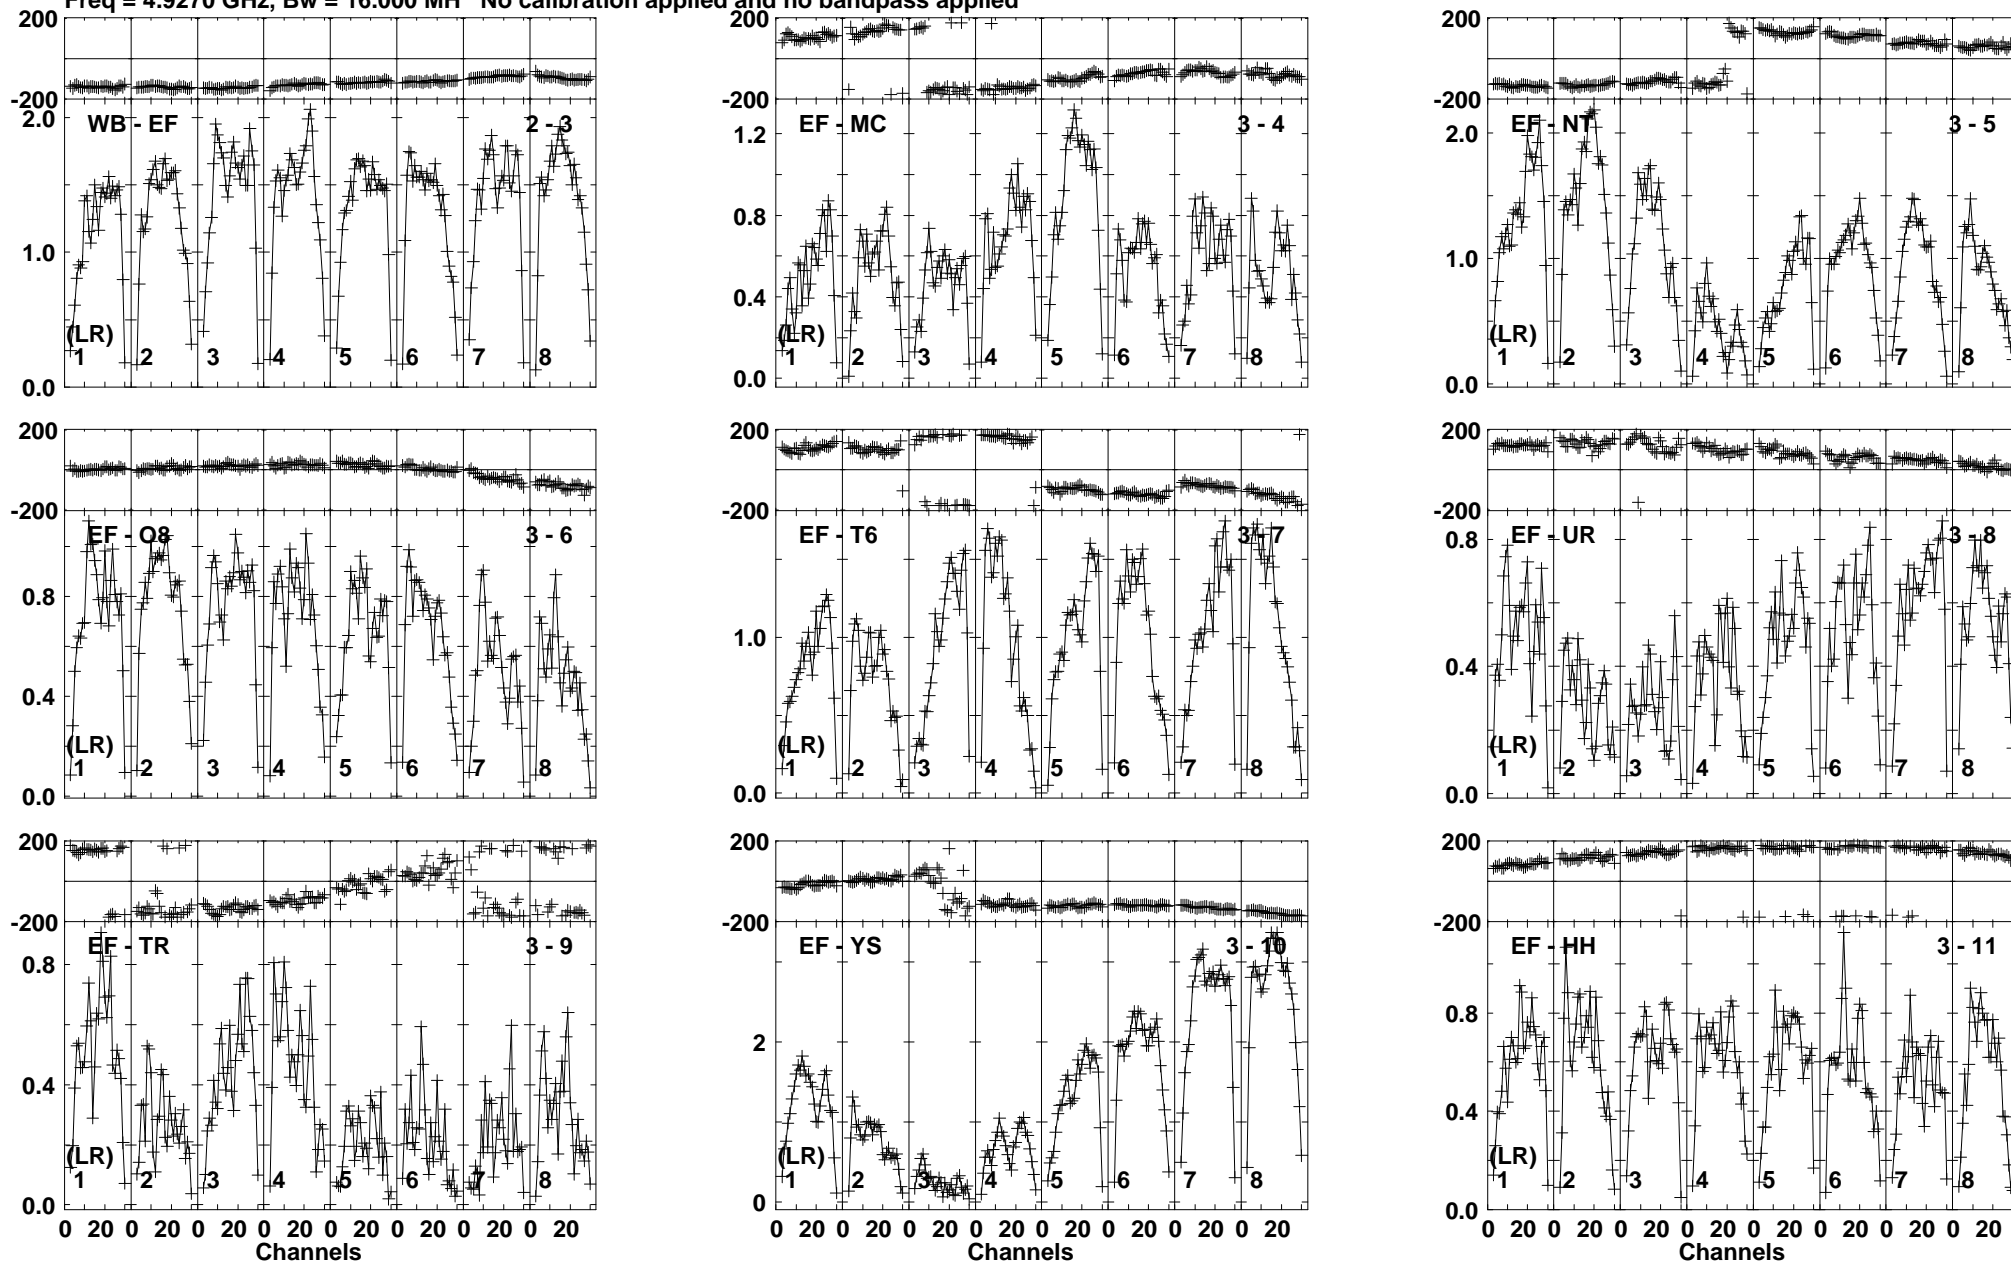 Freq = 4.9270 GHz, Bw = 16.000 MH No calibration applied and no bandpass applied
200 200 200
-200 -200 -200
WB - EF 2 - 3 EF - MC 3 - 4 EF - NT 3 - 5
2.0 1.2 2.0
1.0 0.8 1.0
0.4
(LR) (LR) (LR)
1 2 3 4 5 6 7 8 1 2 3 4 5 6 7 8 1 2 3 4 5 6 7 8
0.0 0.0 0.0
200 200 200
-200 -200 -200
EF - O8 3 - 6 EF - T6 3 - 7 EF - UR 3 - 8
0.8 1.0 0.8
0.4 0.4
(LR) (LR) (LR)
1 2 3 4 5 6 7 8 1 2 3 4 5 6 7 8 1 2 3 4 5 6 7 8
0.0 0.0 0.0
200 200 200
-200 -200 -200
EF - TR 3 - 9 EF - YS 3 - 10 EF - HH 3 - 11
0.8 2 0.8
0.4 0.4
(LR) (LR) (LR)
1 2 3 4 5 6 7 8 1 2 3 4 5 6 7 8 1 2 3 4 5 6 7 8
0.0 0 0.0
0 20 0 20 0 20 0 20 0 20 0 20 0 20 0 20 0 20 0 20 0 20 0 20 0 20 0 20 0 20 0 20 0 20 0 20 0 20 0 20 0 20 0 20 0 20 0 20
Channels Channels Channels